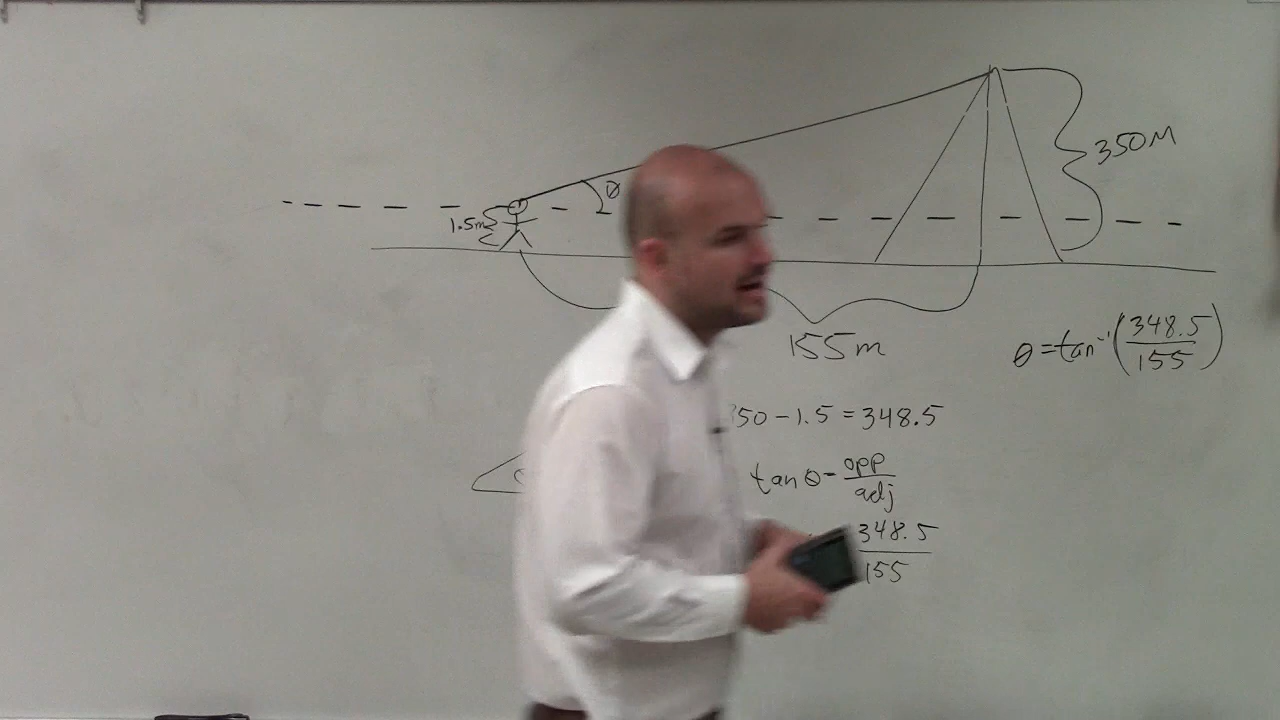 350M
θ
1.5m
155m
θ=tan⁻¹(348.5/155)
50-1.5=348.5
tan θ=opp/adj
348.5/155